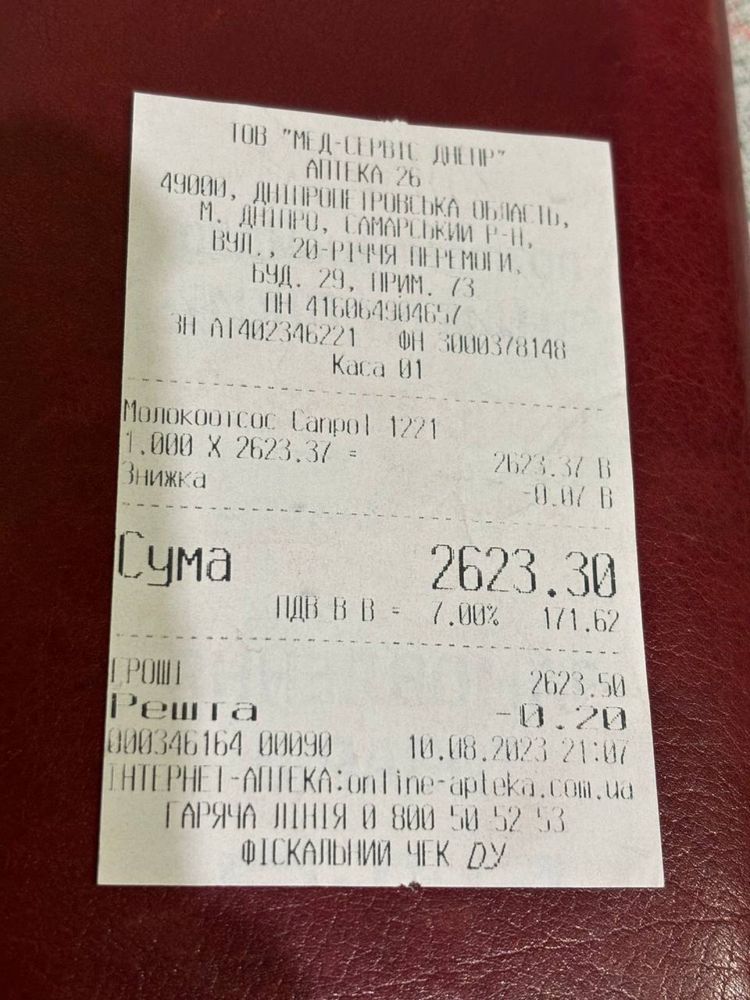 ТОВ "МЕД-СЕРВІС ДНЕПР"
АПТЕКА 26
49000, ДНІПРОПЕТРОВСЬКА ОБЛАСТЬ,
М. ДНІПРО, САМАРСЬКИЙ Р-Н,
ВУЛ., 20-РІЧЧЯ ПЕРЕМОГИ,
БУД. 29, ПРИМ. 73
ПН 416064904657
ЗН АІ402346221 ФН 3000378148
Каса 01
Молокоотсос Canpol 1221
1.000 X 2623.37 = 2623.37 В
Знижка -0.07 В
Сума 2623.30
ПДВ В В = 7.00% 171.62
ГРОШІ 2623.50
Решта -0.20
000346164 00090 10.08.2023 21:07
ІНТЕРНЕТ-АПТЕКА:online-apteka.com.ua
ГАРЯЧА ЛІНІЯ 0 800 50 52 53
ФІСКАЛЬНИЙ ЧЕК